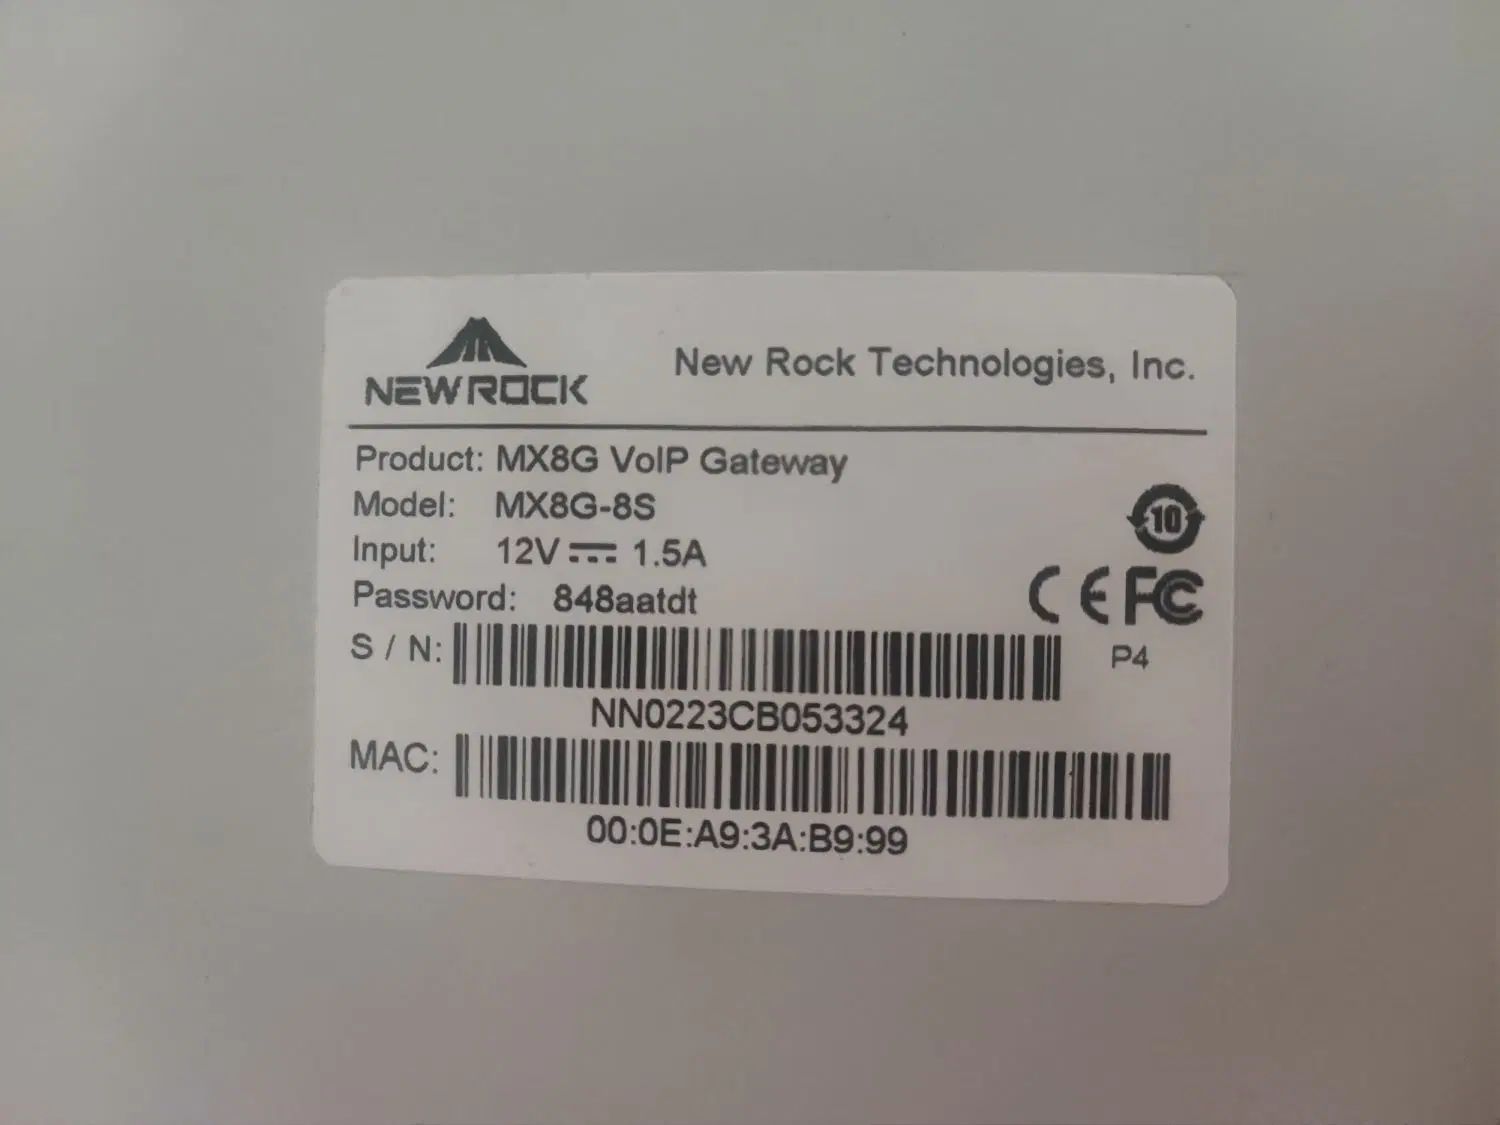 NEWROCK
New Rock Technologies, Inc.
Product: MX8G VoIP Gateway
Model: MX8G-8S
Input: 12V 1.5A
Password: 848aatdt
10
CE FC
S / N:
P4
NN0223CB053324
MAC:
00:0E:A9:3A:B9:99